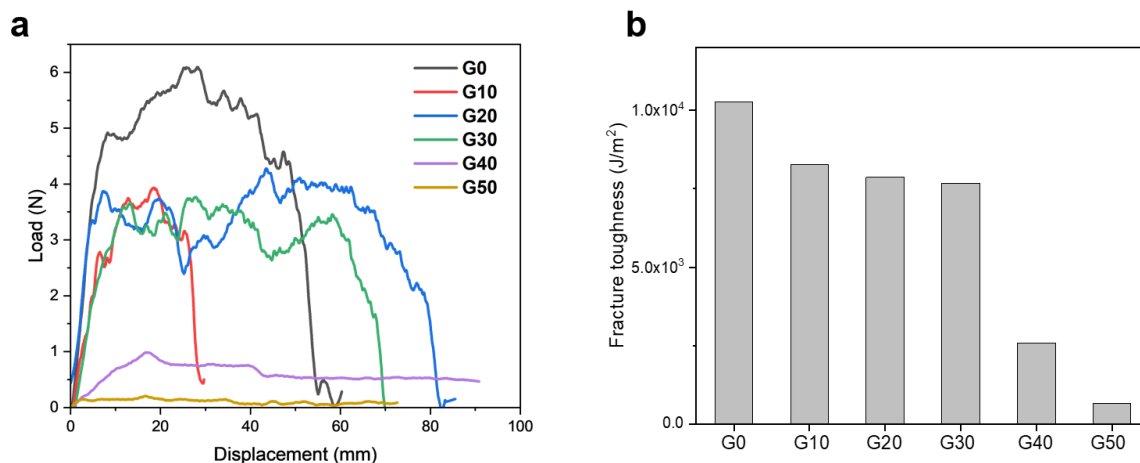 a
6
5
4
3
2
1
0
Load (N)
0 20 40 60 80 100
Displacement (mm)
G0
G10
G20
G30
G40
G50
b
1.0x10⁴
5.0x10³
0.0
Fracture toughness (J/m²)
G0 G10 G20 G30 G40 G50